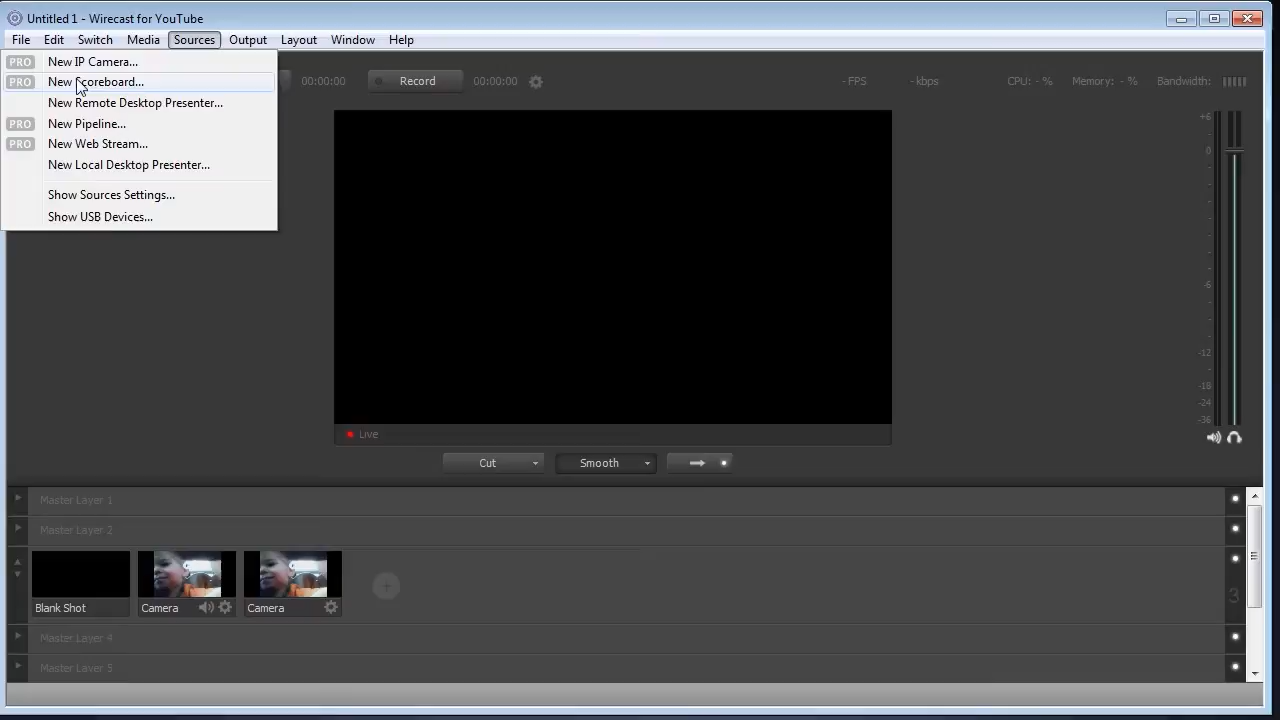 Untitled 1 - Wirecast for YouTube
File Edit Switch Media Sources Output Layout Window Help
PRO New IP Camera...
PRO New Scoreboard...
New Remote Desktop Presenter...
PRO New Pipeline...
PRO New Web Stream...
New Local Desktop Presenter...
Show Sources Settings...
Show USB Devices...
00:00:00 Record 00:00:00 - FPS - kbps CPU: - % Memory: - % Bandwidth:
+6
0
-6
-12
-18
-24
-36
Live
Cut Smooth
Master Layer 1
Master Layer 2
Blank Shot Camera Camera
3
Master Layer 4
Master Layer 5